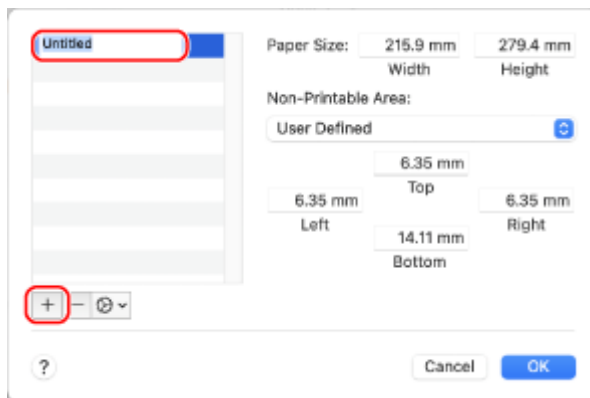 Untitled
Paper Size: 215.9 mm 279.4 mm
Width Height
Non-Printable Area:
User Defined
6.35 mm
Top
6.35 mm 6.35 mm
Left Right
14.11 mm
Bottom
+ −
? Cancel OK